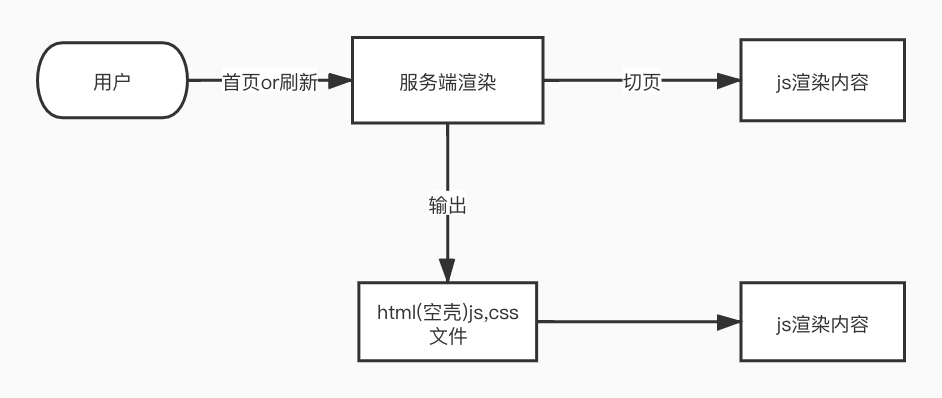 用户
首页or刷新
服务端渲染
切页
js渲染内容
输出
html(空壳)js,css
文件
js渲染内容